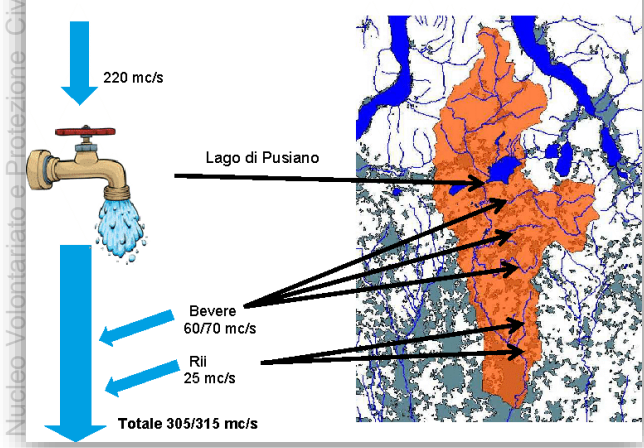 Nucleo Volontariato e Protezione Civ
220 mc/s
Lago di Pusiano
Bevere
60/70 mc/s
Rii
25 mc/s
Totale 305/315 mc/s